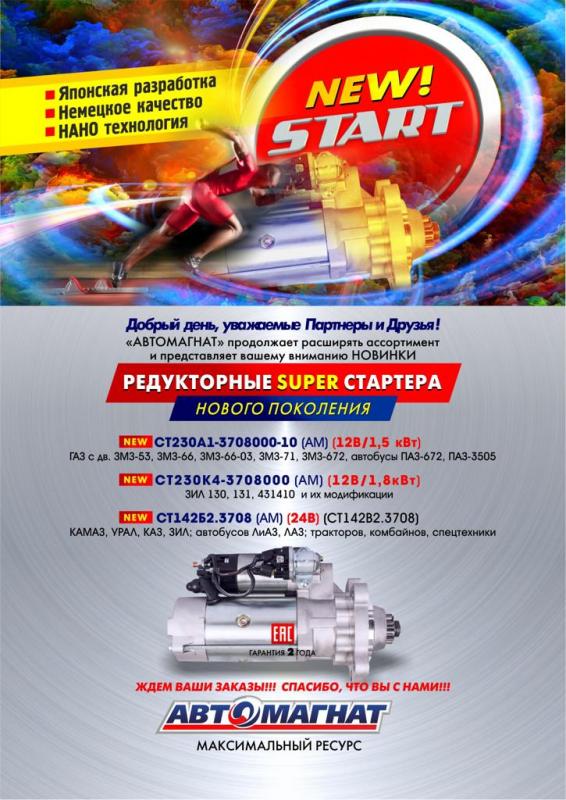 Японская разработка
Немецкое качество
НАНО технология
NEW!
START
Добрый день, уважаемые Партнеры и Друзья!
«АВТОМАГНАТ» продолжает расширять ассортимент
и представляет вашему вниманию НОВИНКИ
РЕДУКТОРНЫЕ SUPER СТАРТЕРА
НОВОГО ПОКОЛЕНИЯ
NEW СТ230А1-3708000-10 (АМ) (12В/1,5 кВт)
ГАЗ с дв. ЗМЗ-53, ЗМЗ-66, ЗМЗ-66-03, ЗМЗ-71, ЗМЗ-672, автобусы ПАЗ-672, ПАЗ-3505
NEW СТ230К4-3708000 (АМ) (12В/1,8кВт)
ЗИЛ 130, 131, 431410 и их модификации
NEW СТ142Б2.3708 (АМ) (24В) (СТ142В2.3708)
КАМАЗ, УРАЛ, КАЗ, ЗИЛ; автобусов ЛиАЗ, ЛАЗ; тракторов, комбайнов, спецтехники
ЕАС
ГАРАНТИЯ 2 ГОДА
ЖДЕМ ВАШИ ЗАКАЗЫ!!! СПАСИБО, ЧТО ВЫ С НАМИ!!!
АВТОМАГНАТ
МАКСИМАЛЬНЫЙ РЕСУРС